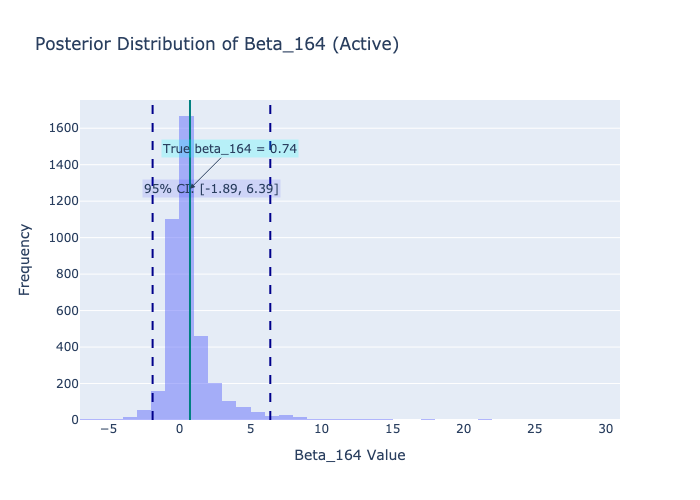 Posterior Distribution of Beta_164 (Active)
1600
True beta_164 = 0.74
1400
95% CI: [-1.89, 6.39]
1200
1000
800
600
400
200
0
Frequency
−5 0 5 10 15 20 25 30
Beta_164 Value